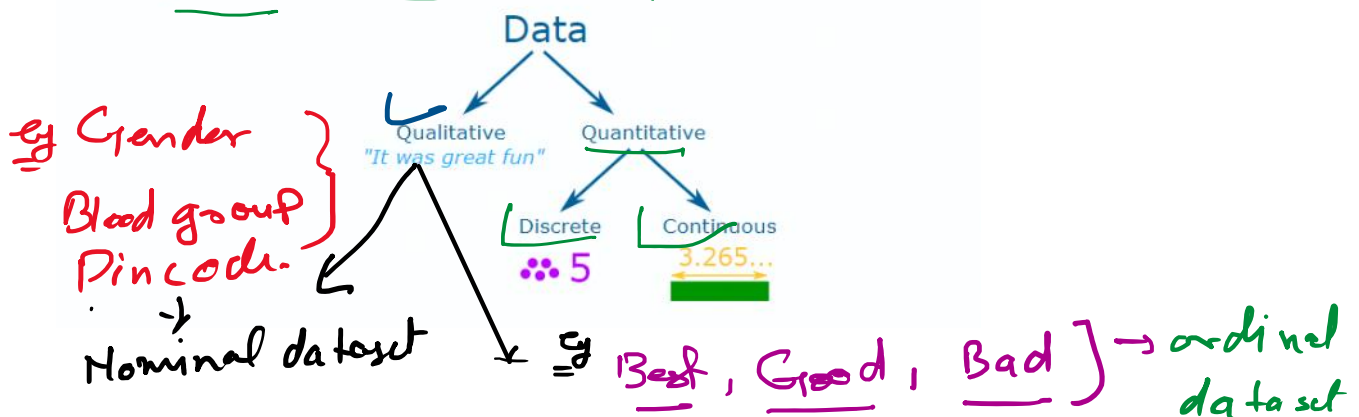 Data
eg Gender
Qualitative
Quantitative
"It was great fun"
Blood group
Discrete
Continuous
Pincode.
5
3.265...
Nominal dataset
eg Best, Good, Bad → ordinal
dataset